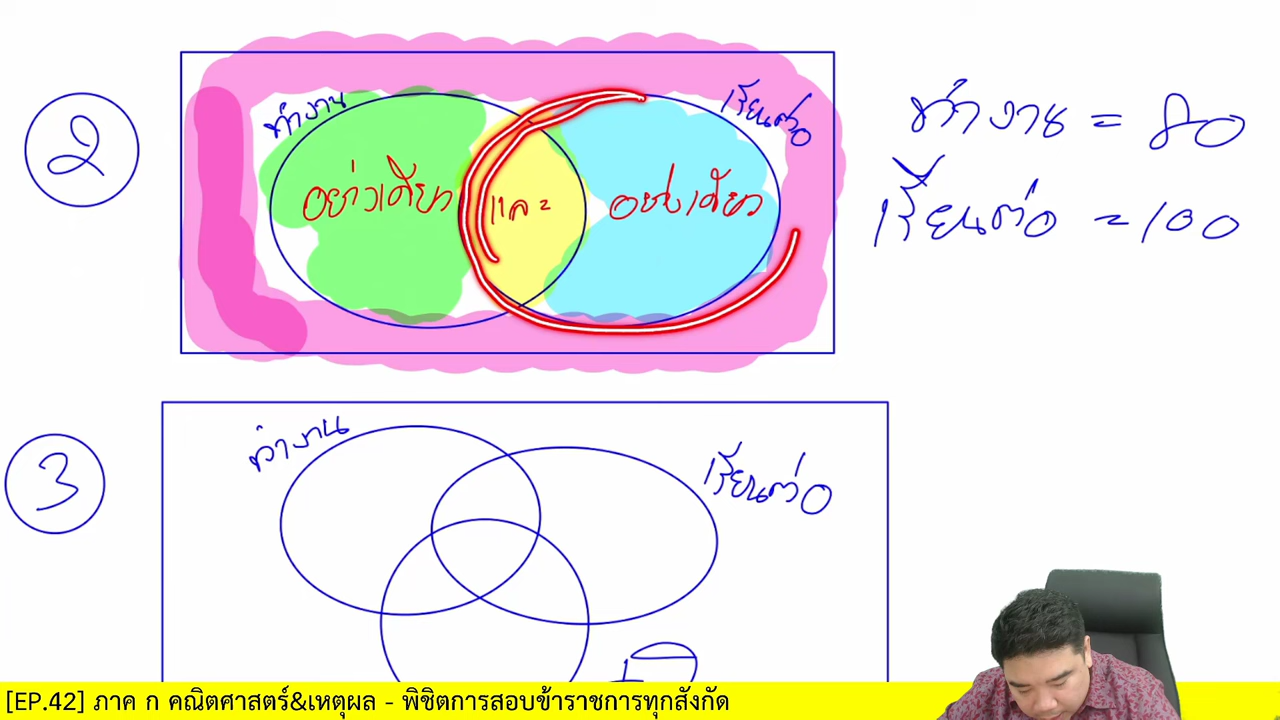 2
ทำงาน
เรียนต่อ
อย่างเดียว
และ
อย่างเดียว
ทำงาน = 80
เรียนต่อ = 100
3
ทำงาน
เรียนต่อ
[EP.42] ภาค ก คณิตศาสตร์&เหตุผล - พิชิตการสอบข้าราชการทุกสังกัด